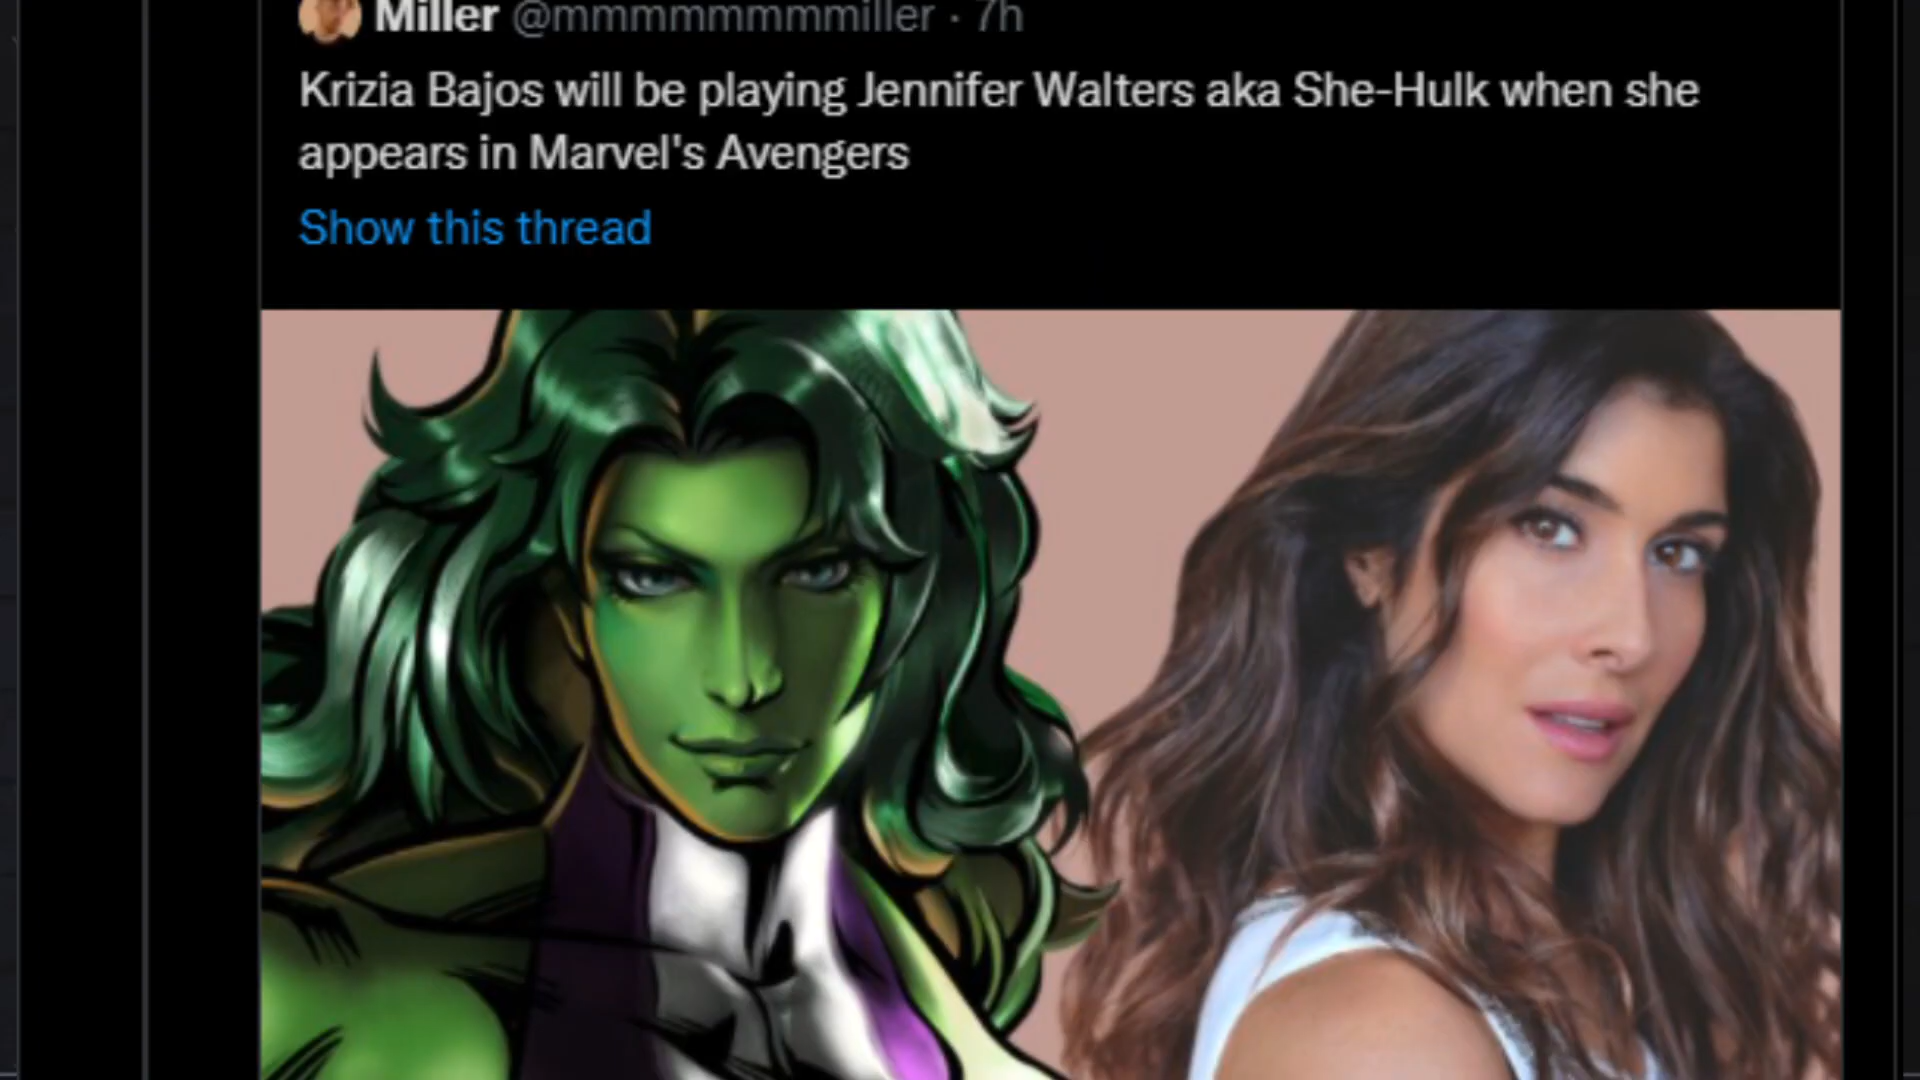 Miller @mmmmmmmmiller · 7h
Krizia Bajos will be playing Jennifer Walters aka She-Hulk when she
appears in Marvel's Avengers
Show this thread